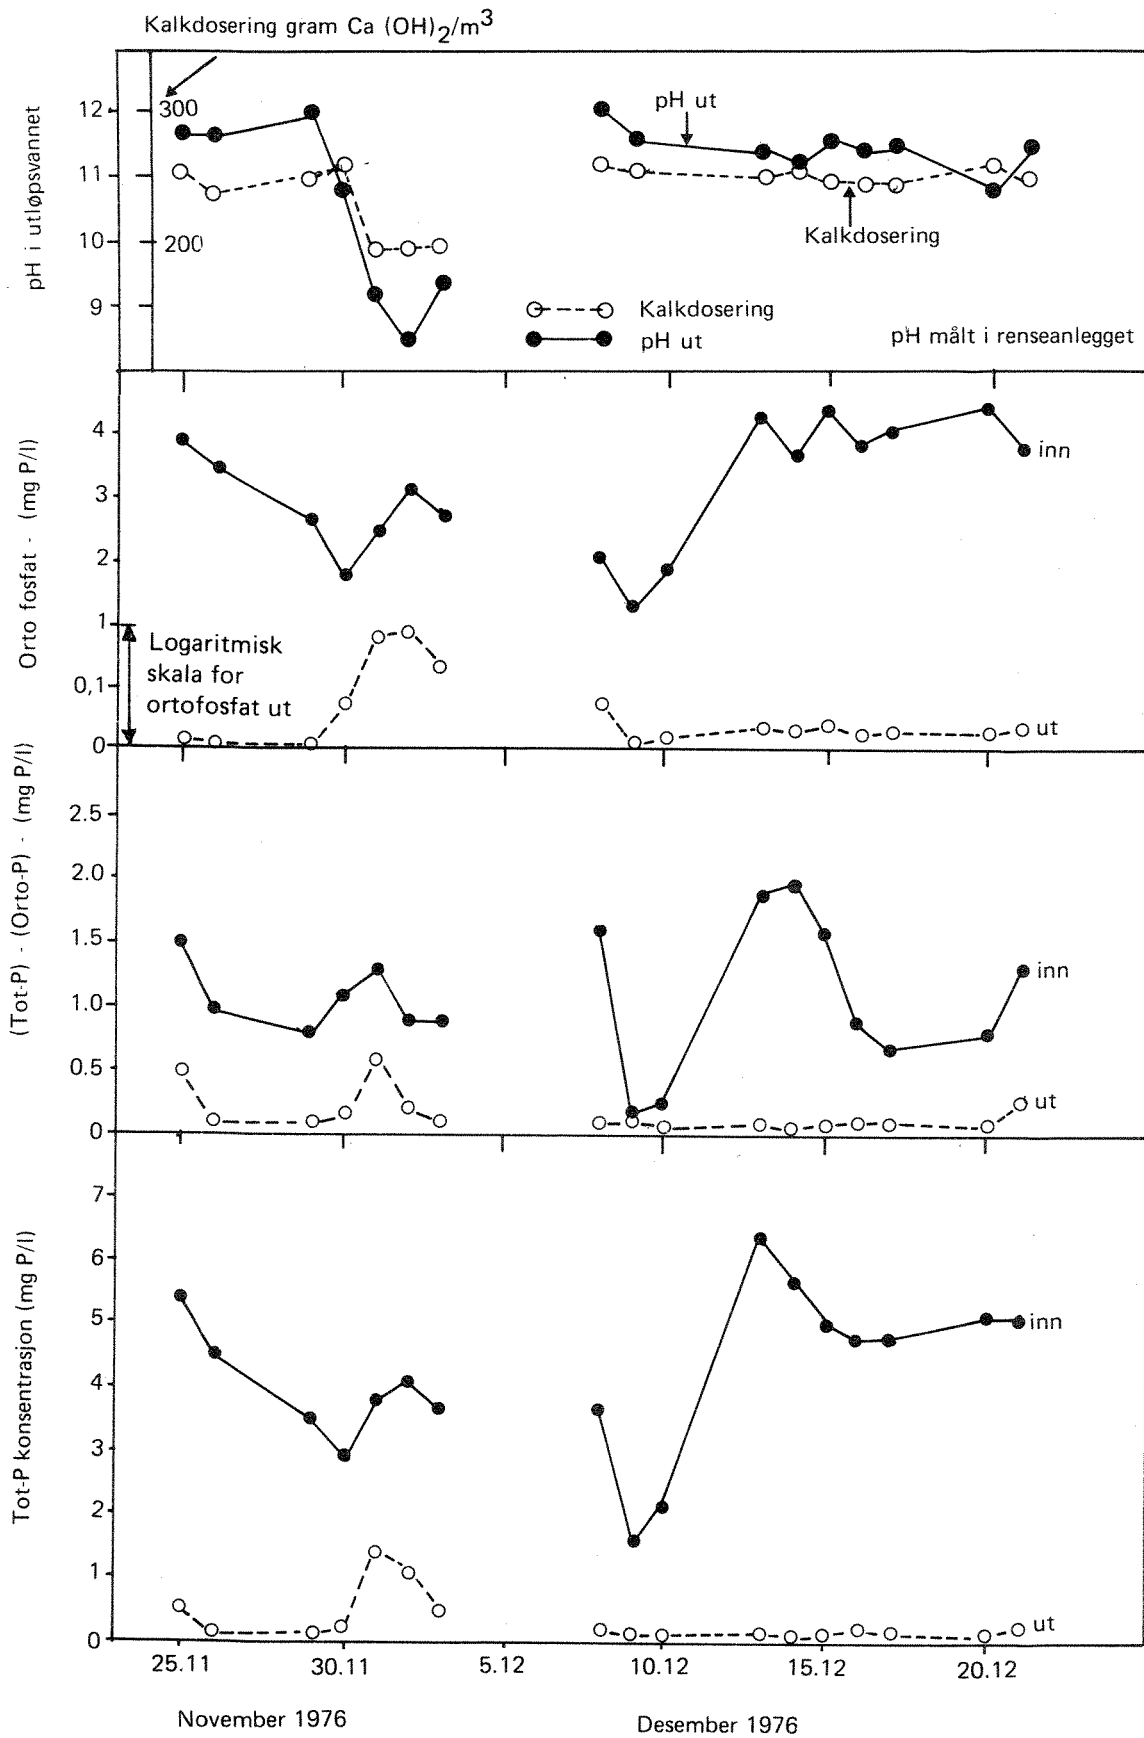 Kalkdosering gram Ca (OH)2/m3
pH i utløpsvannet
12
11
10
9
300
200
pH ut
Kalkdosering
Kalkdosering
pH ut
pH målt i renseanlegget
Orto fosfat - (mg P/l)
4
3
2
1
0,1
0
Logaritmisk
skala for
ortofosfat ut
inn
ut
(Tot-P) - (Orto-P) - (mg P/l)
2.5
2.0
1.5
1.0
0.5
0
inn
ut
Tot-P konsentrasjon (mg P/l)
7
6
5
4
3
2
1
0
inn
ut
25.11
30.11
5.12
10.12
15.12
20.12
November 1976
Desember 1976